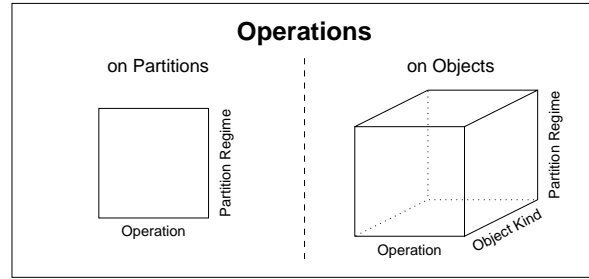 Operations
on Partitions
Partition Regime
Operation
on Objects
Partition Regime
Object Kind
Operation